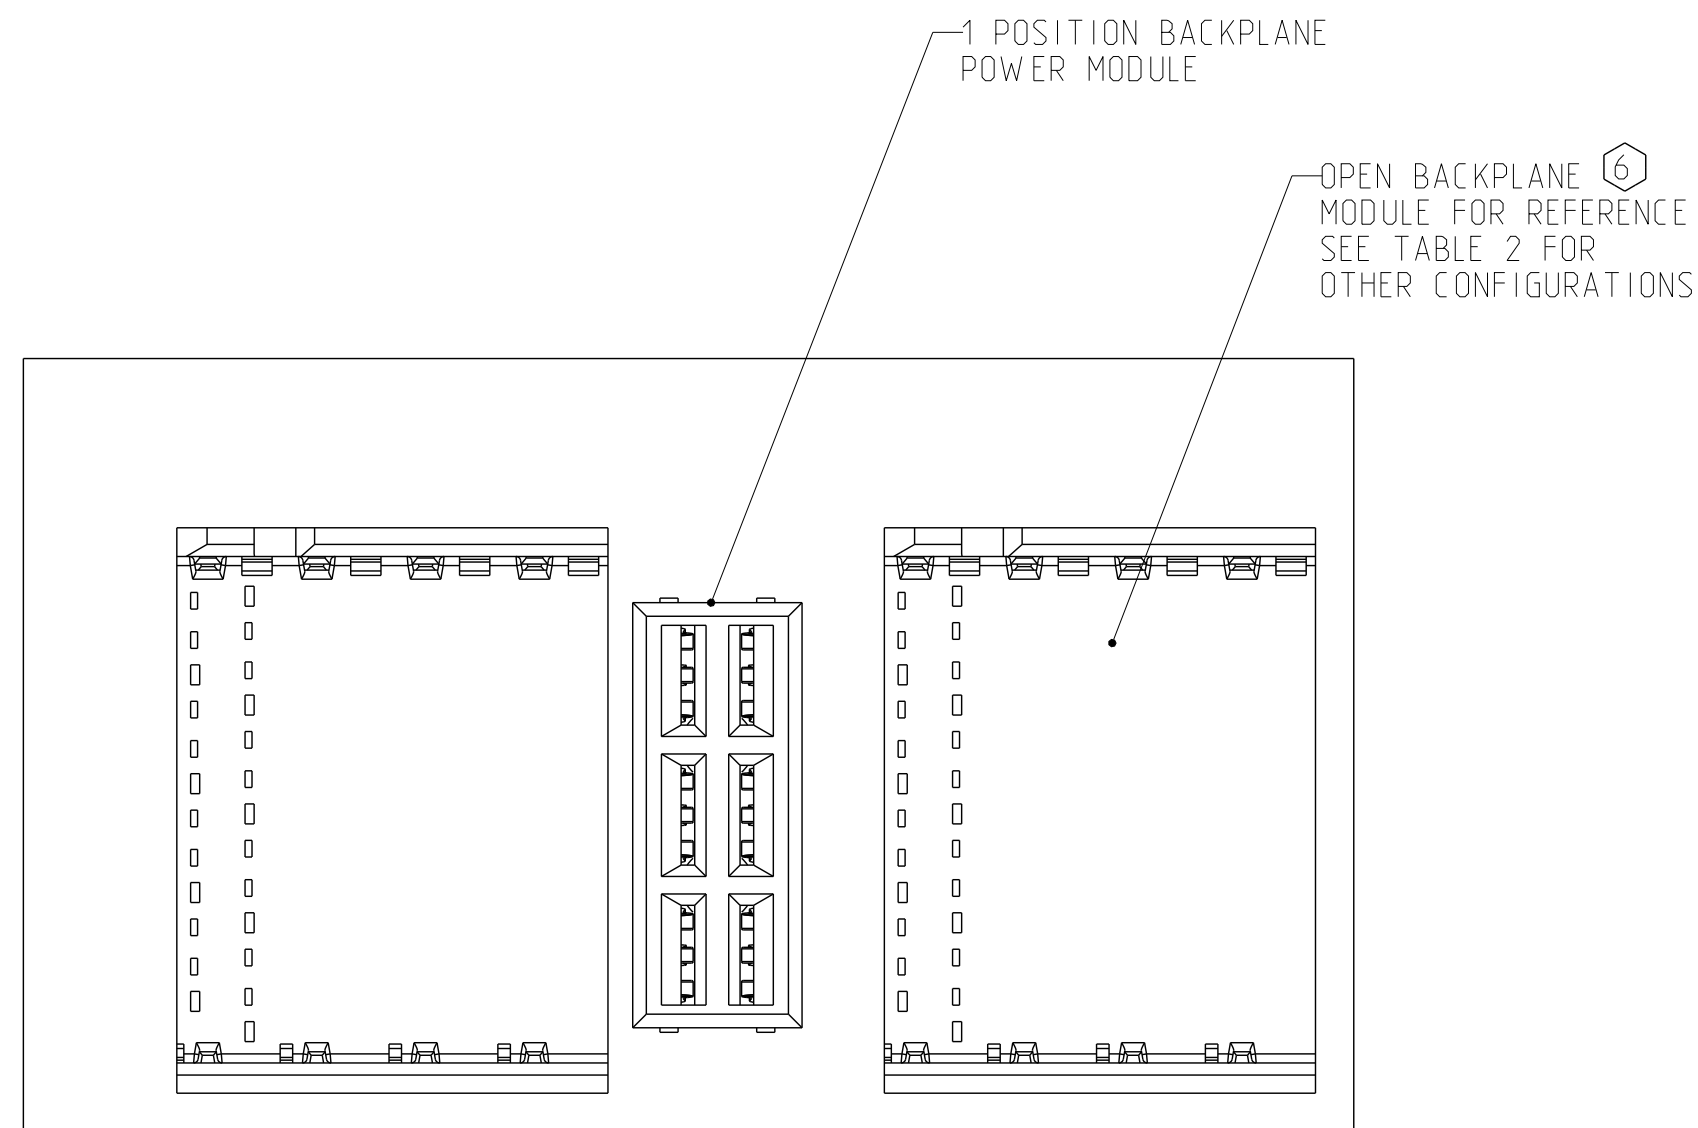 1 POSITION BACKPLANE
POWER MODULE
OPEN BACKPLANE 6
MODULE FOR REFERENCE
SEE TABLE 2 FOR
OTHER CONFIGURATIONS